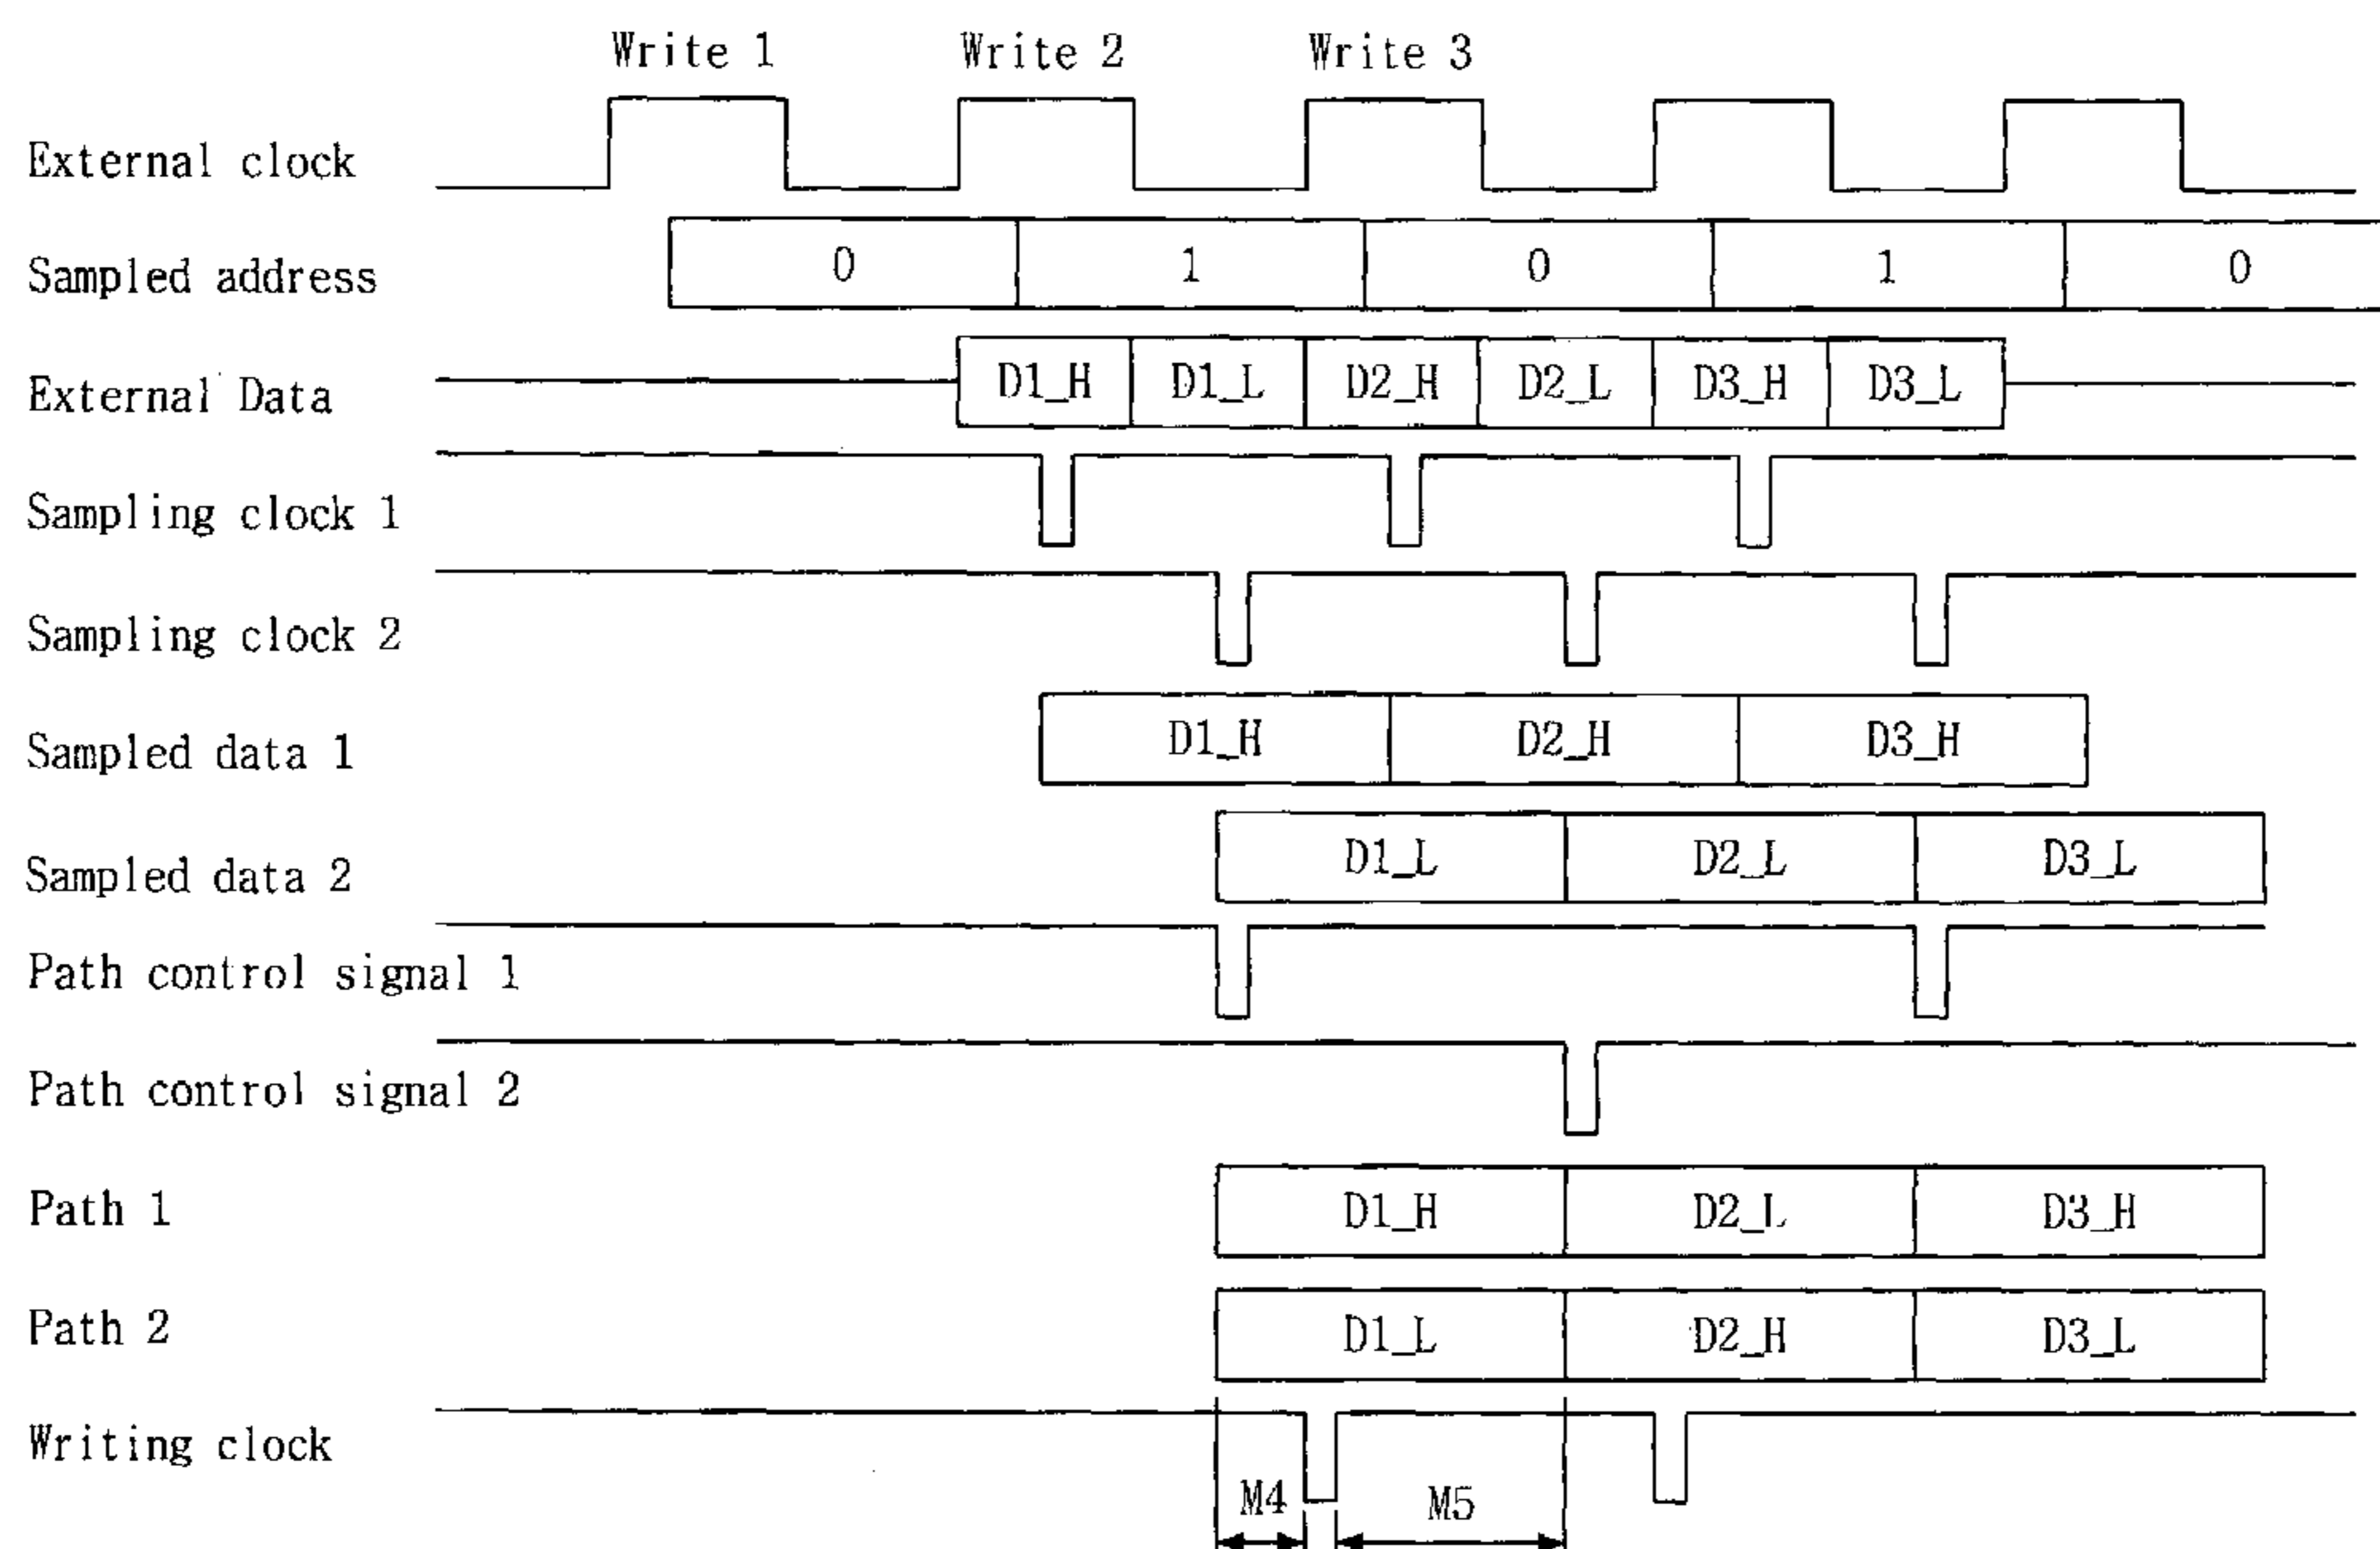 Write 1 Write 2 Write 3
External clock
Sampled address 0 1 0 1 0
External Data D1_H D1_L D2_H D2_L D3_H D3_L
Sampling clock 1
Sampling clock 2
Sampled data 1 D1_H D2_H D3_H
Sampled data 2 D1_L D2_L D3_L
Path control signal 1
Path control signal 2
Path 1 D1_H D2_L D3_H
Path 2 D1_L D2_H D3_L
Writing clock
M4 M5